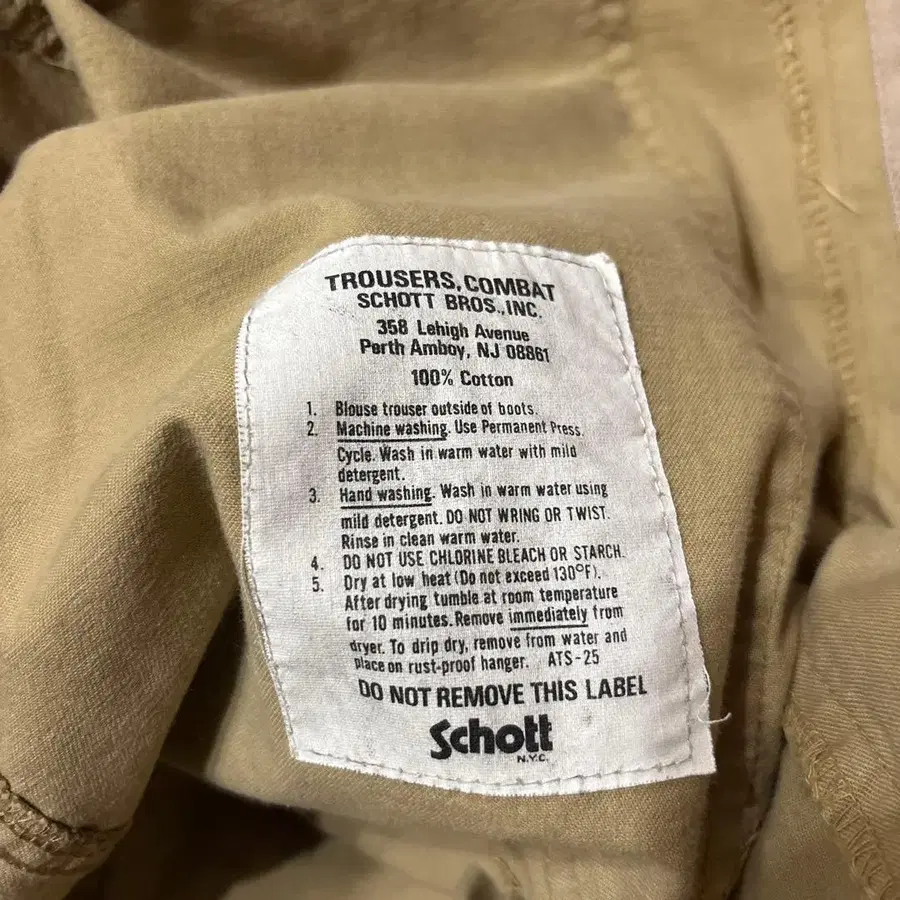 TROUSERS, COMBAT
SCHOTT BROS., INC.
358 Lehigh Avenue
Perth Amboy, NJ 08861
100% Cotton
1. Blouse trouser outside of boots.
2. Machine washing. Use Permanent Press
Cycle. Wash in warm water with mild
detergent.
3. Hand washing. Wash in warm water using
mild detergent. DO NOT WRING OR TWIST.
Rinse in clean warm water.
4. DO NOT USE CHLORINE BLEACH OR STARCH.
5. Dry at low heat (Do not exceed 130°F).
After drying tumble at room temperature
for 10 minutes. Remove immediately from
dryer. To drip dry, remove from water and
place on rust-proof hanger. ATS-25
DO NOT REMOVE THIS LABEL
Schott
N.Y.C.